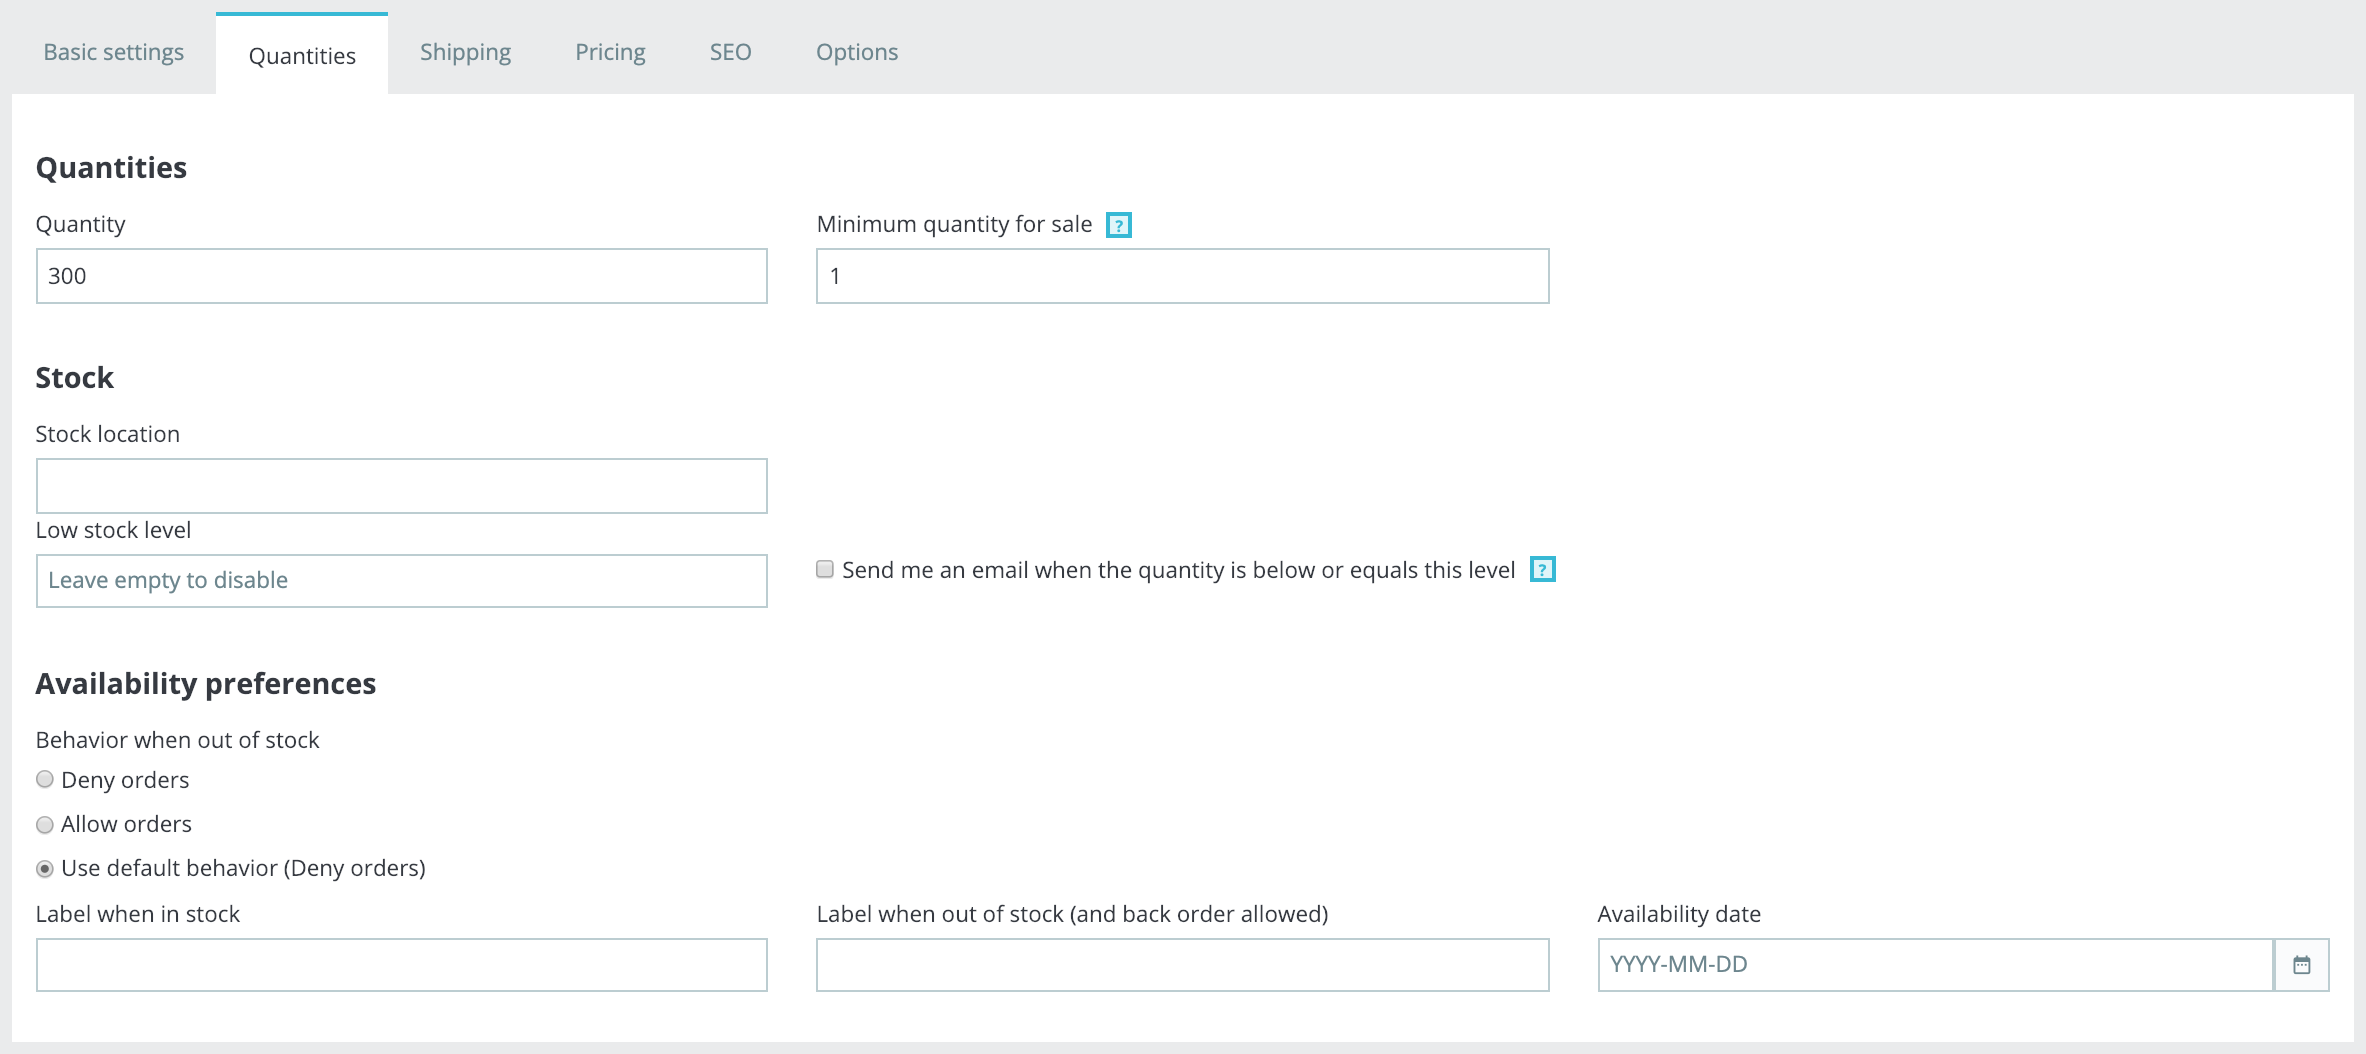 Basic settings Quantities Shipping Pricing SEO Options
Quantities
Quantity Minimum quantity for sale ?
300 1
Stock
Stock location
Low stock level
Leave empty to disable Send me an email when the quantity is below or equals this level ?
Availability preferences
Behavior when out of stock
Deny orders
Allow orders
Use default behavior (Deny orders)
Label when in stock Label when out of stock (and back order allowed) Availability date
YYYY-MM-DD